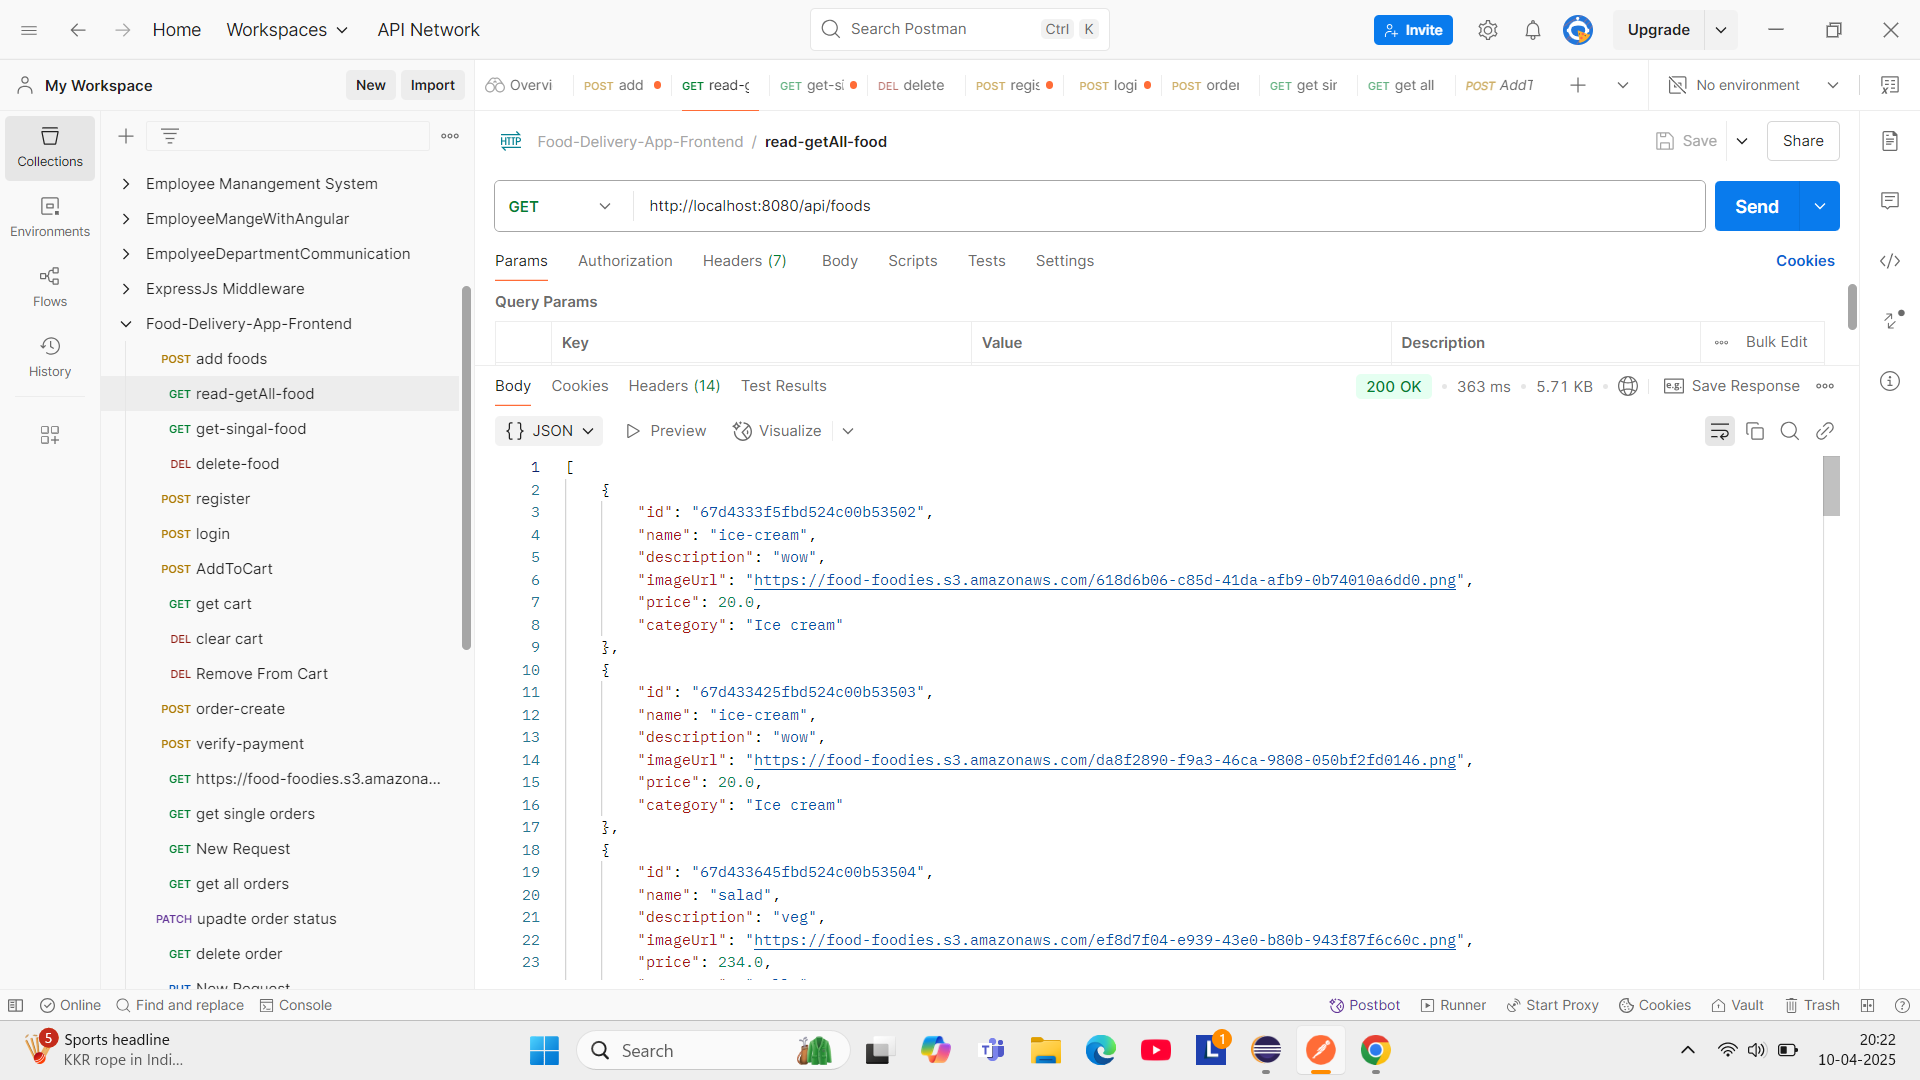 Home
Workspaces
API Network
Search Postman
Ctrl K
Invite
Upgrade
My Workspace
New
Import
Overvi
POST add
GET read-g
GET get-si
DEL delete
POST regis
POST logi
POST order
GET get sir
GET get all
POST AddT
No environment
Collections
Environments
Flows
History
Employee Manangement System
EmployeeMangeWithAngular
EmpolyeeDepartmentCommunication
ExpressJs Middleware
Food-Delivery-App-Frontend
POST add foods
GET read-getAll-food
GET get-singal-food
DEL delete-food
POST register
POST login
POST AddToCart
GET get cart
DEL clear cart
DEL Remove From Cart
POST order-create
POST verify-payment
GET https://food-foodies.s3.amazona...
GET get single orders
GET New Request
GET get all orders
PATCH upadte order status
GET delete order
PUT New Request
HTTP Food-Delivery-App-Frontend / read-getAll-food
Save
Share
GET
http://localhost:8080/api/foods
Send
Params Authorization Headers (7) Body Scripts Tests Settings
Cookies
Query Params
Key Value Description Bulk Edit
Body Cookies Headers (14) Test Results
200 OK • 363 ms • 5.71 KB
e.g. Save Response
{} JSON Preview Visualize
1 [
2 {
3 "id": "67d4333f5fbd524c00b53502",
4 "name": "ice-cream",
5 "description": "wow",
6 "imageUrl": "https://food-foodies.s3.amazonaws.com/618d6b06-c85d-41da-afb9-0b74010a6dd0.png",
7 "price": 20.0,
8 "category": "Ice cream"
9 },
10 {
11 "id": "67d433425fbd524c00b53503",
12 "name": "ice-cream",
13 "description": "wow",
14 "imageUrl": "https://food-foodies.s3.amazonaws.com/da8f2890-f9a3-46ca-9808-050bf2fd0146.png",
15 "price": 20.0,
16 "category": "Ice cream"
17 },
18 {
19 "id": "67d433645fbd524c00b53504",
20 "name": "salad",
21 "description": "veg",
22 "imageUrl": "https://food-foodies.s3.amazonaws.com/ef8d7f04-e939-43e0-b80b-943f87f6c60c.png",
23 "price": 234.0,
Online Find and replace Console
Postbot Runner Start Proxy Cookies Vault Trash
5
Sports headline
KKR rope in Indi...
Search
L
1
20:22
10-04-2025